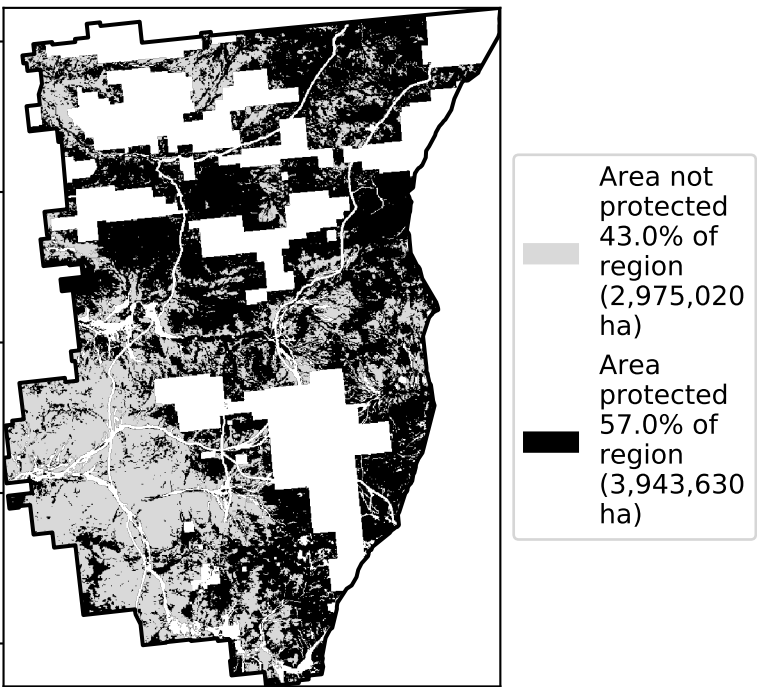 Area not
protected
43.0% of
region
(2,975,020
ha)
Area
protected
57.0% of
region
(3,943,630
ha)